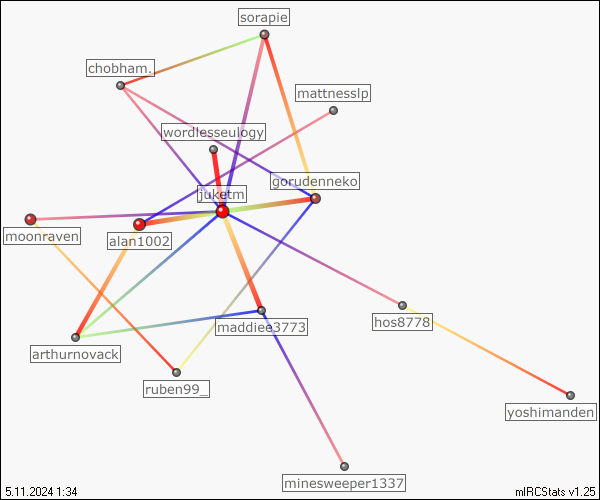 sorapie
chobham.
mattnesslp
wordlesseulogy
gorudenneko
juketm
moonraven
alan1002
maddiee3773
hos8778
arthurnovack
ruben99_
yoshimanden
minesweeper1337
5.11.2024 1:34
mIRCStats v1.25